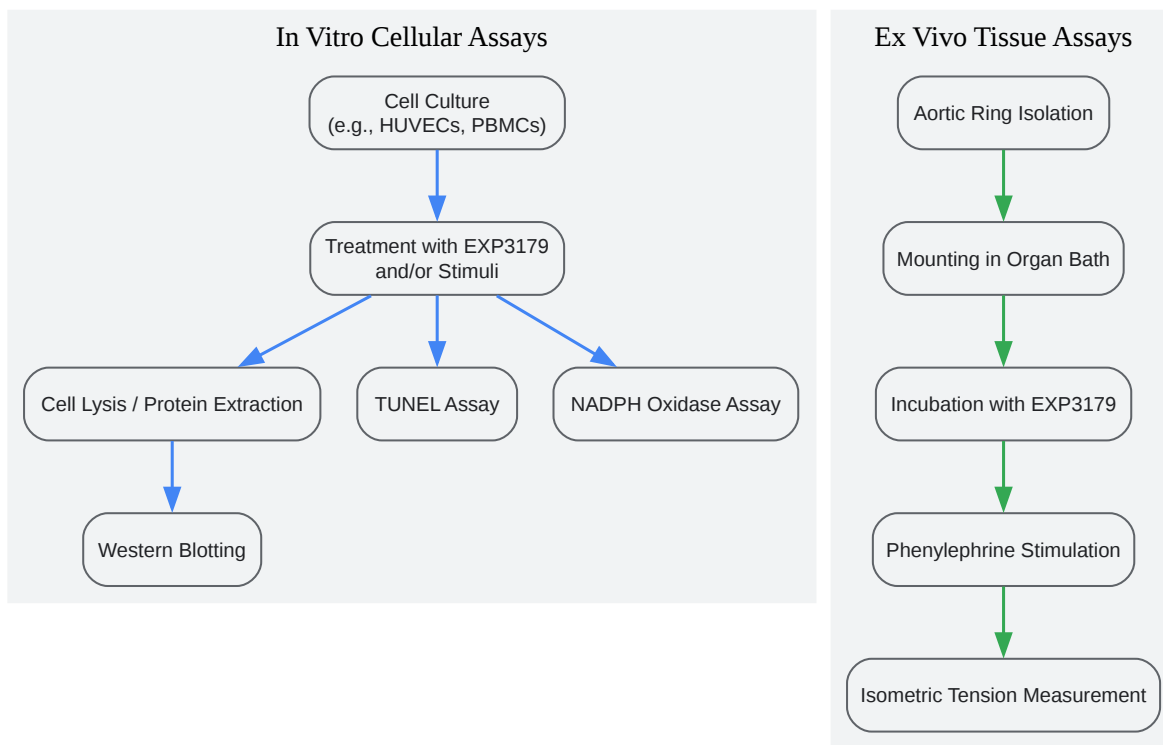 In Vitro Cellular Assays
Cell Culture
(e.g., HUVECs, PBMCs)
Treatment with EXP3179
and/or Stimuli
Cell Lysis / Protein Extraction
TUNEL Assay
NADPH Oxidase Assay
Western Blotting
Ex Vivo Tissue Assays
Aortic Ring Isolation
Mounting in Organ Bath
Incubation with EXP3179
Phenylephrine Stimulation
Isometric Tension Measurement